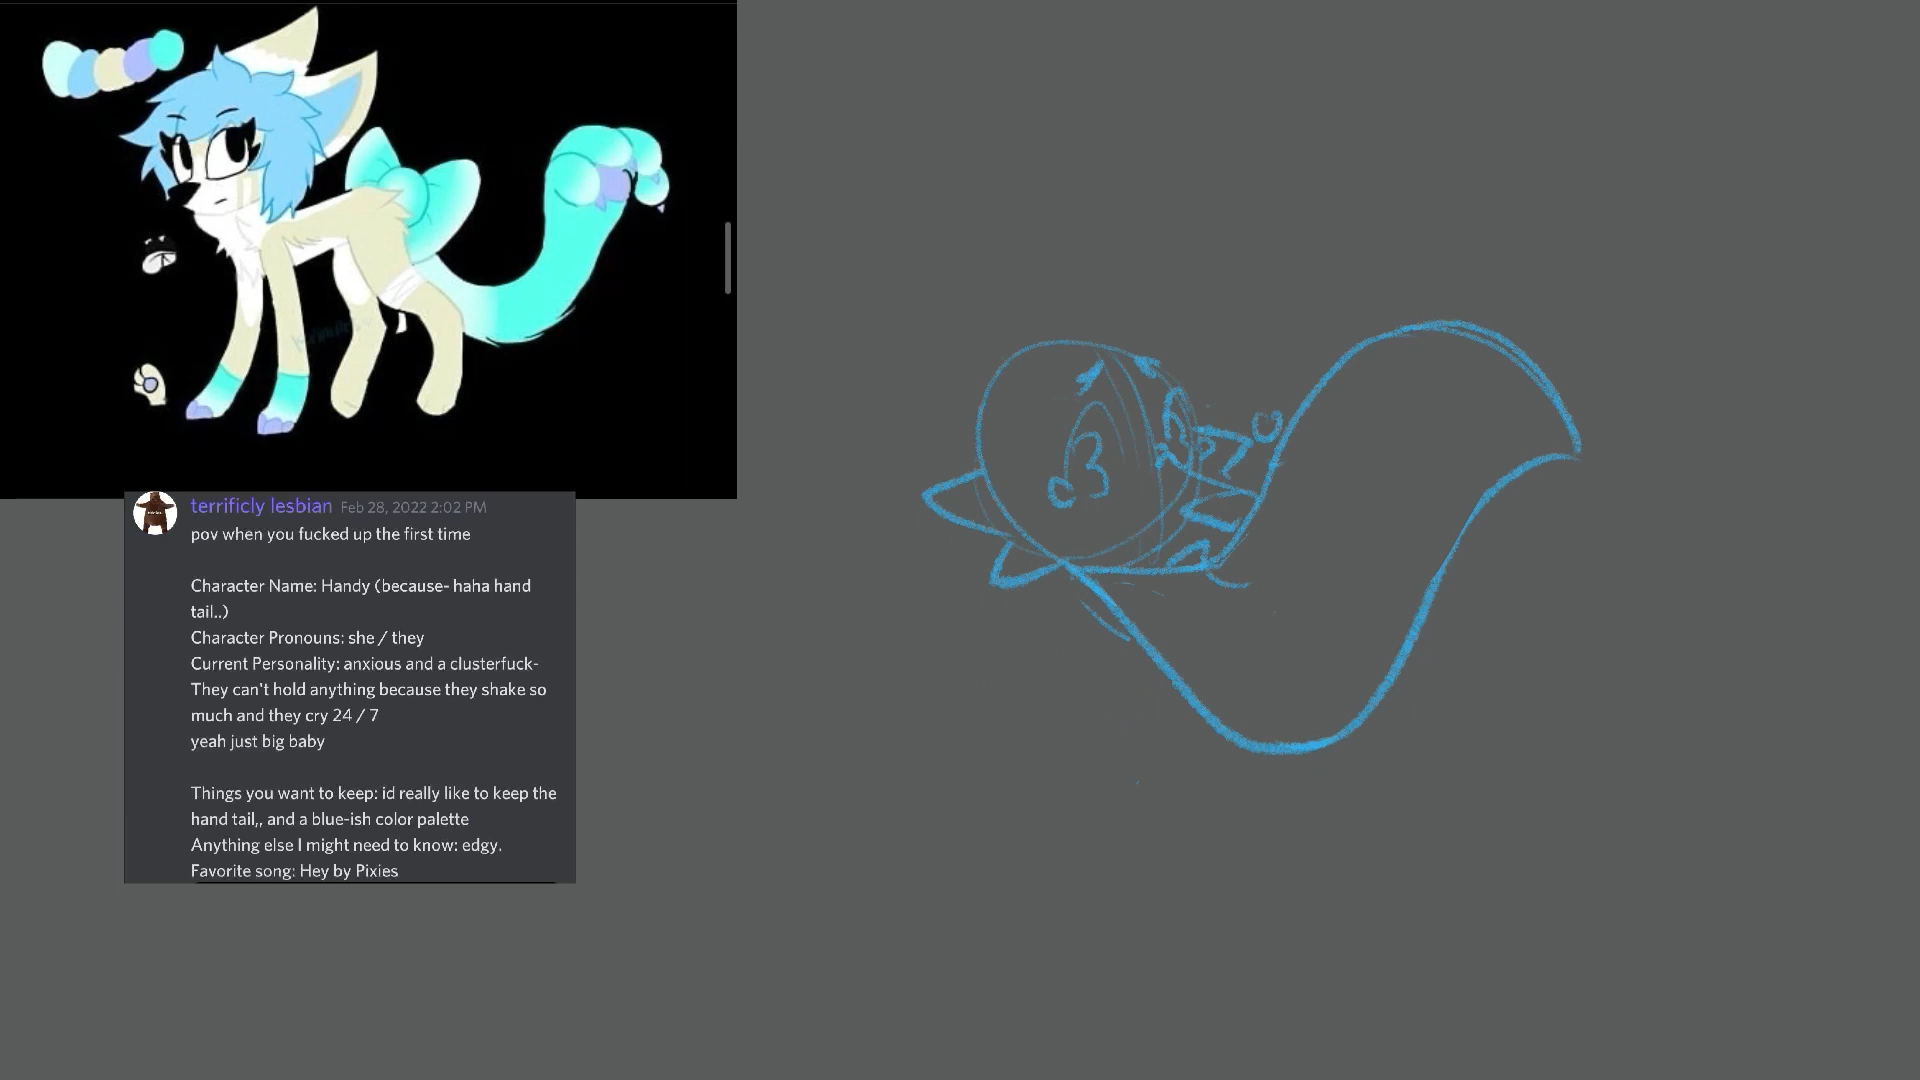 terrificly lesbian Feb 28, 2022 2:02 PM
pov when you fucked up the first time
Character Name: Handy (because- haha hand
tail..)
Character Pronouns: she / they
Current Personality: anxious and a clusterfuck-
They can't hold anything because they shake so
much and they cry 24 / 7
yeah just big baby
Things you want to keep: id really like to keep the
hand tail,, and a blue-ish color palette
Anything else I might need to know: edgy.
Favorite song: Hey by Pixies